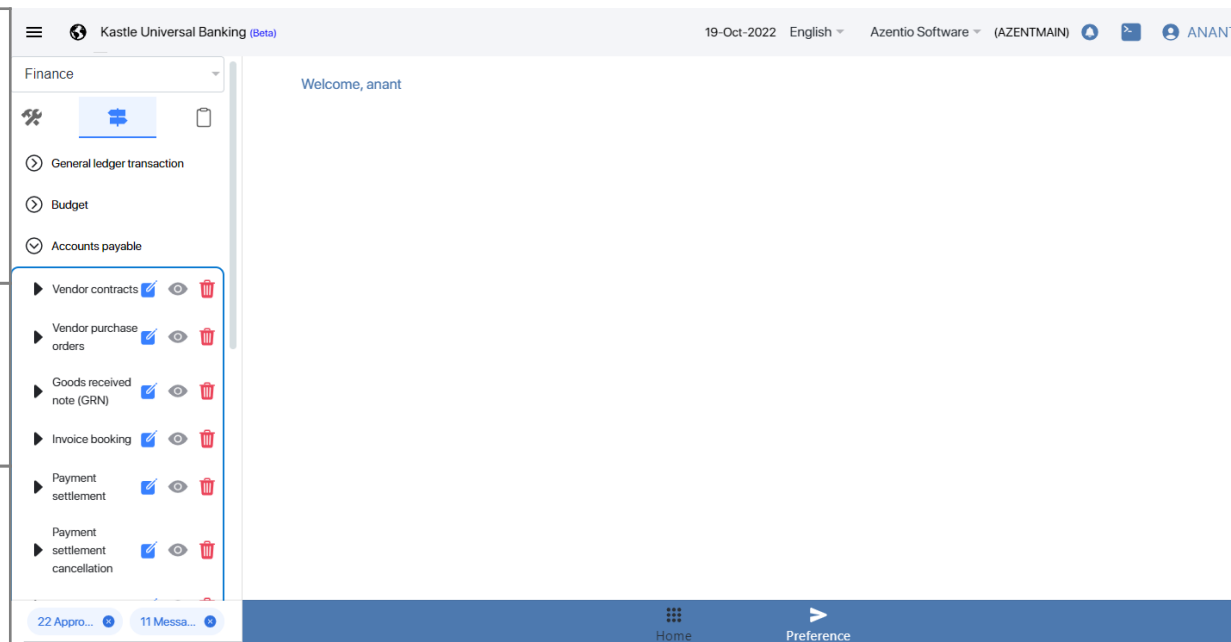 Kastle Universal Banking (Beta)
19-Oct-2022 English Azentio Software (AZENTMAIN) ANANT
Finance
Welcome, anant
General ledger transaction
Budget
Accounts payable
Vendor contracts
Vendor purchase
orders
Goods received
note (GRN)
Invoice booking
Payment
settlement
Payment
settlement
cancellation
22 Appro...
11 Messa...
Home
Preference